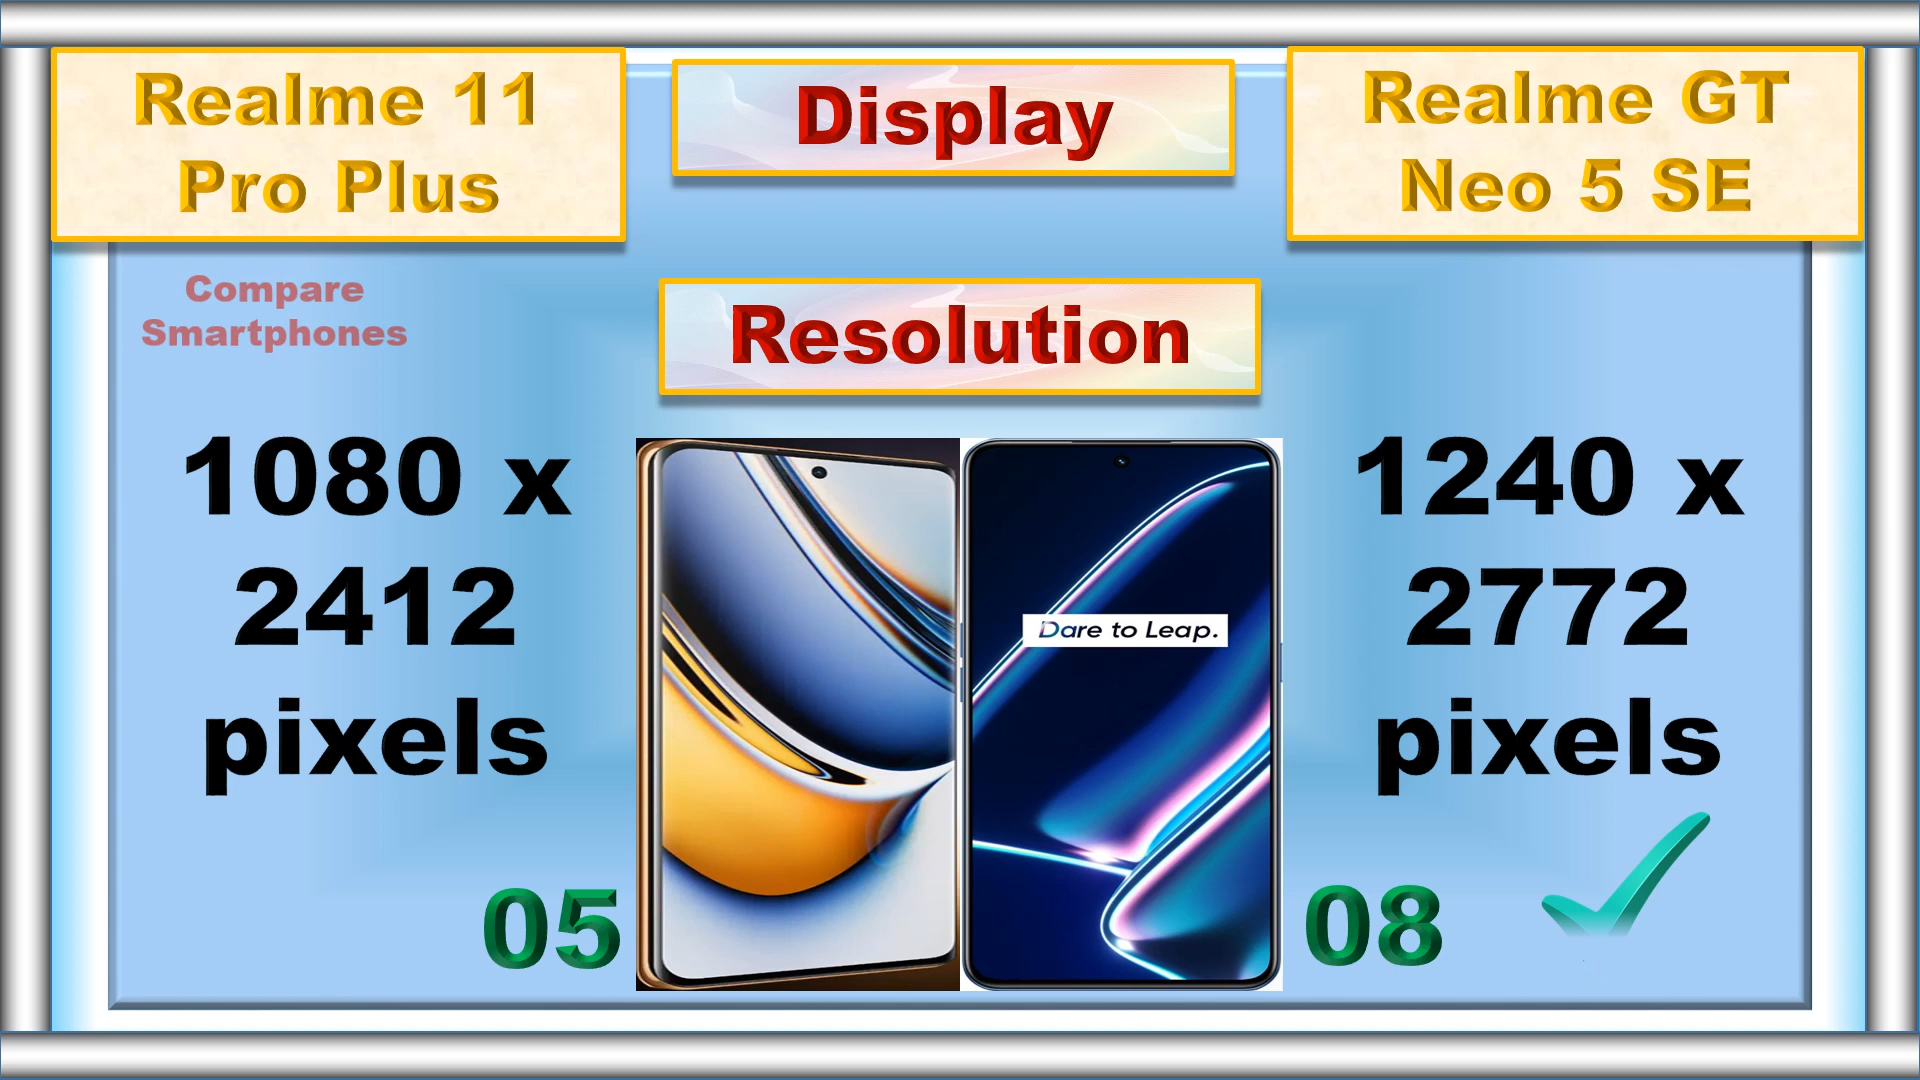 Realme 11
Pro Plus
Display
Realme GT
Neo 5 SE
Compare
Smartphones
Resolution
1080 x
2412
pixels
Dare to Leap.
1240 x
2772
pixels
05
08